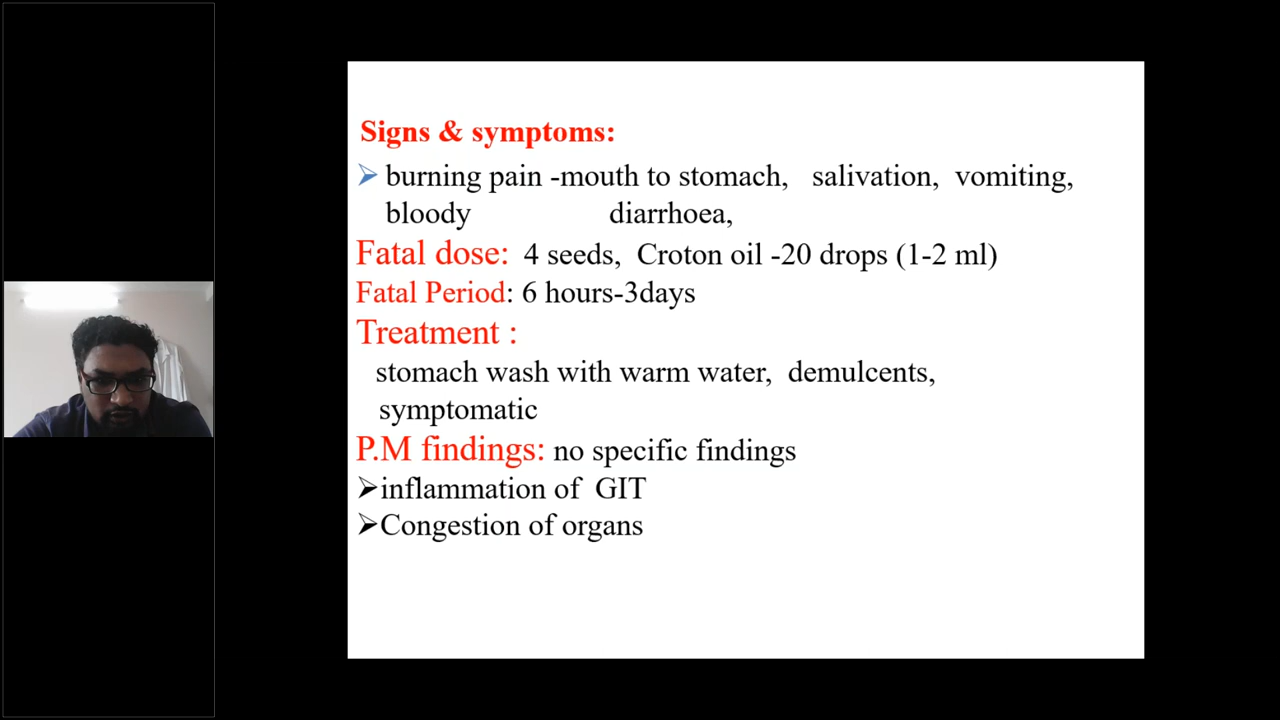 Signs & symptoms:
➢ burning pain -mouth to stomach, salivation, vomiting,
bloody diarrhoea,
Fatal dose: 4 seeds, Croton oil -20 drops (1-2 ml)
Fatal Period: 6 hours-3days
Treatment :
stomach wash with warm water, demulcents,
symptomatic
P.M findings: no specific findings
➢inflammation of GIT
➢Congestion of organs